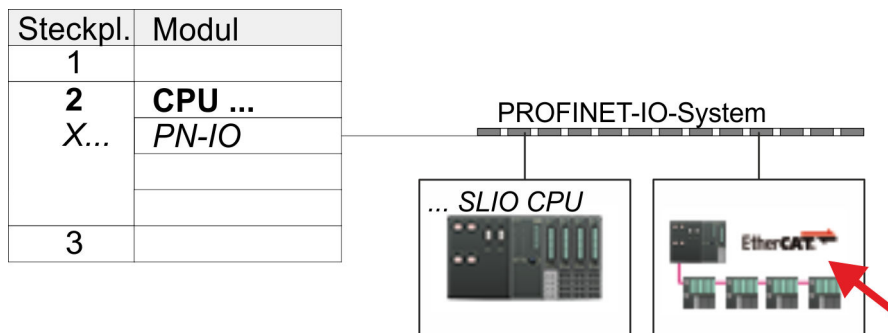 Steckpl. Modul
1
2 CPU ...
X... PN-IO
3
PROFINET-IO-System
... SLIO CPU
EtherCAT